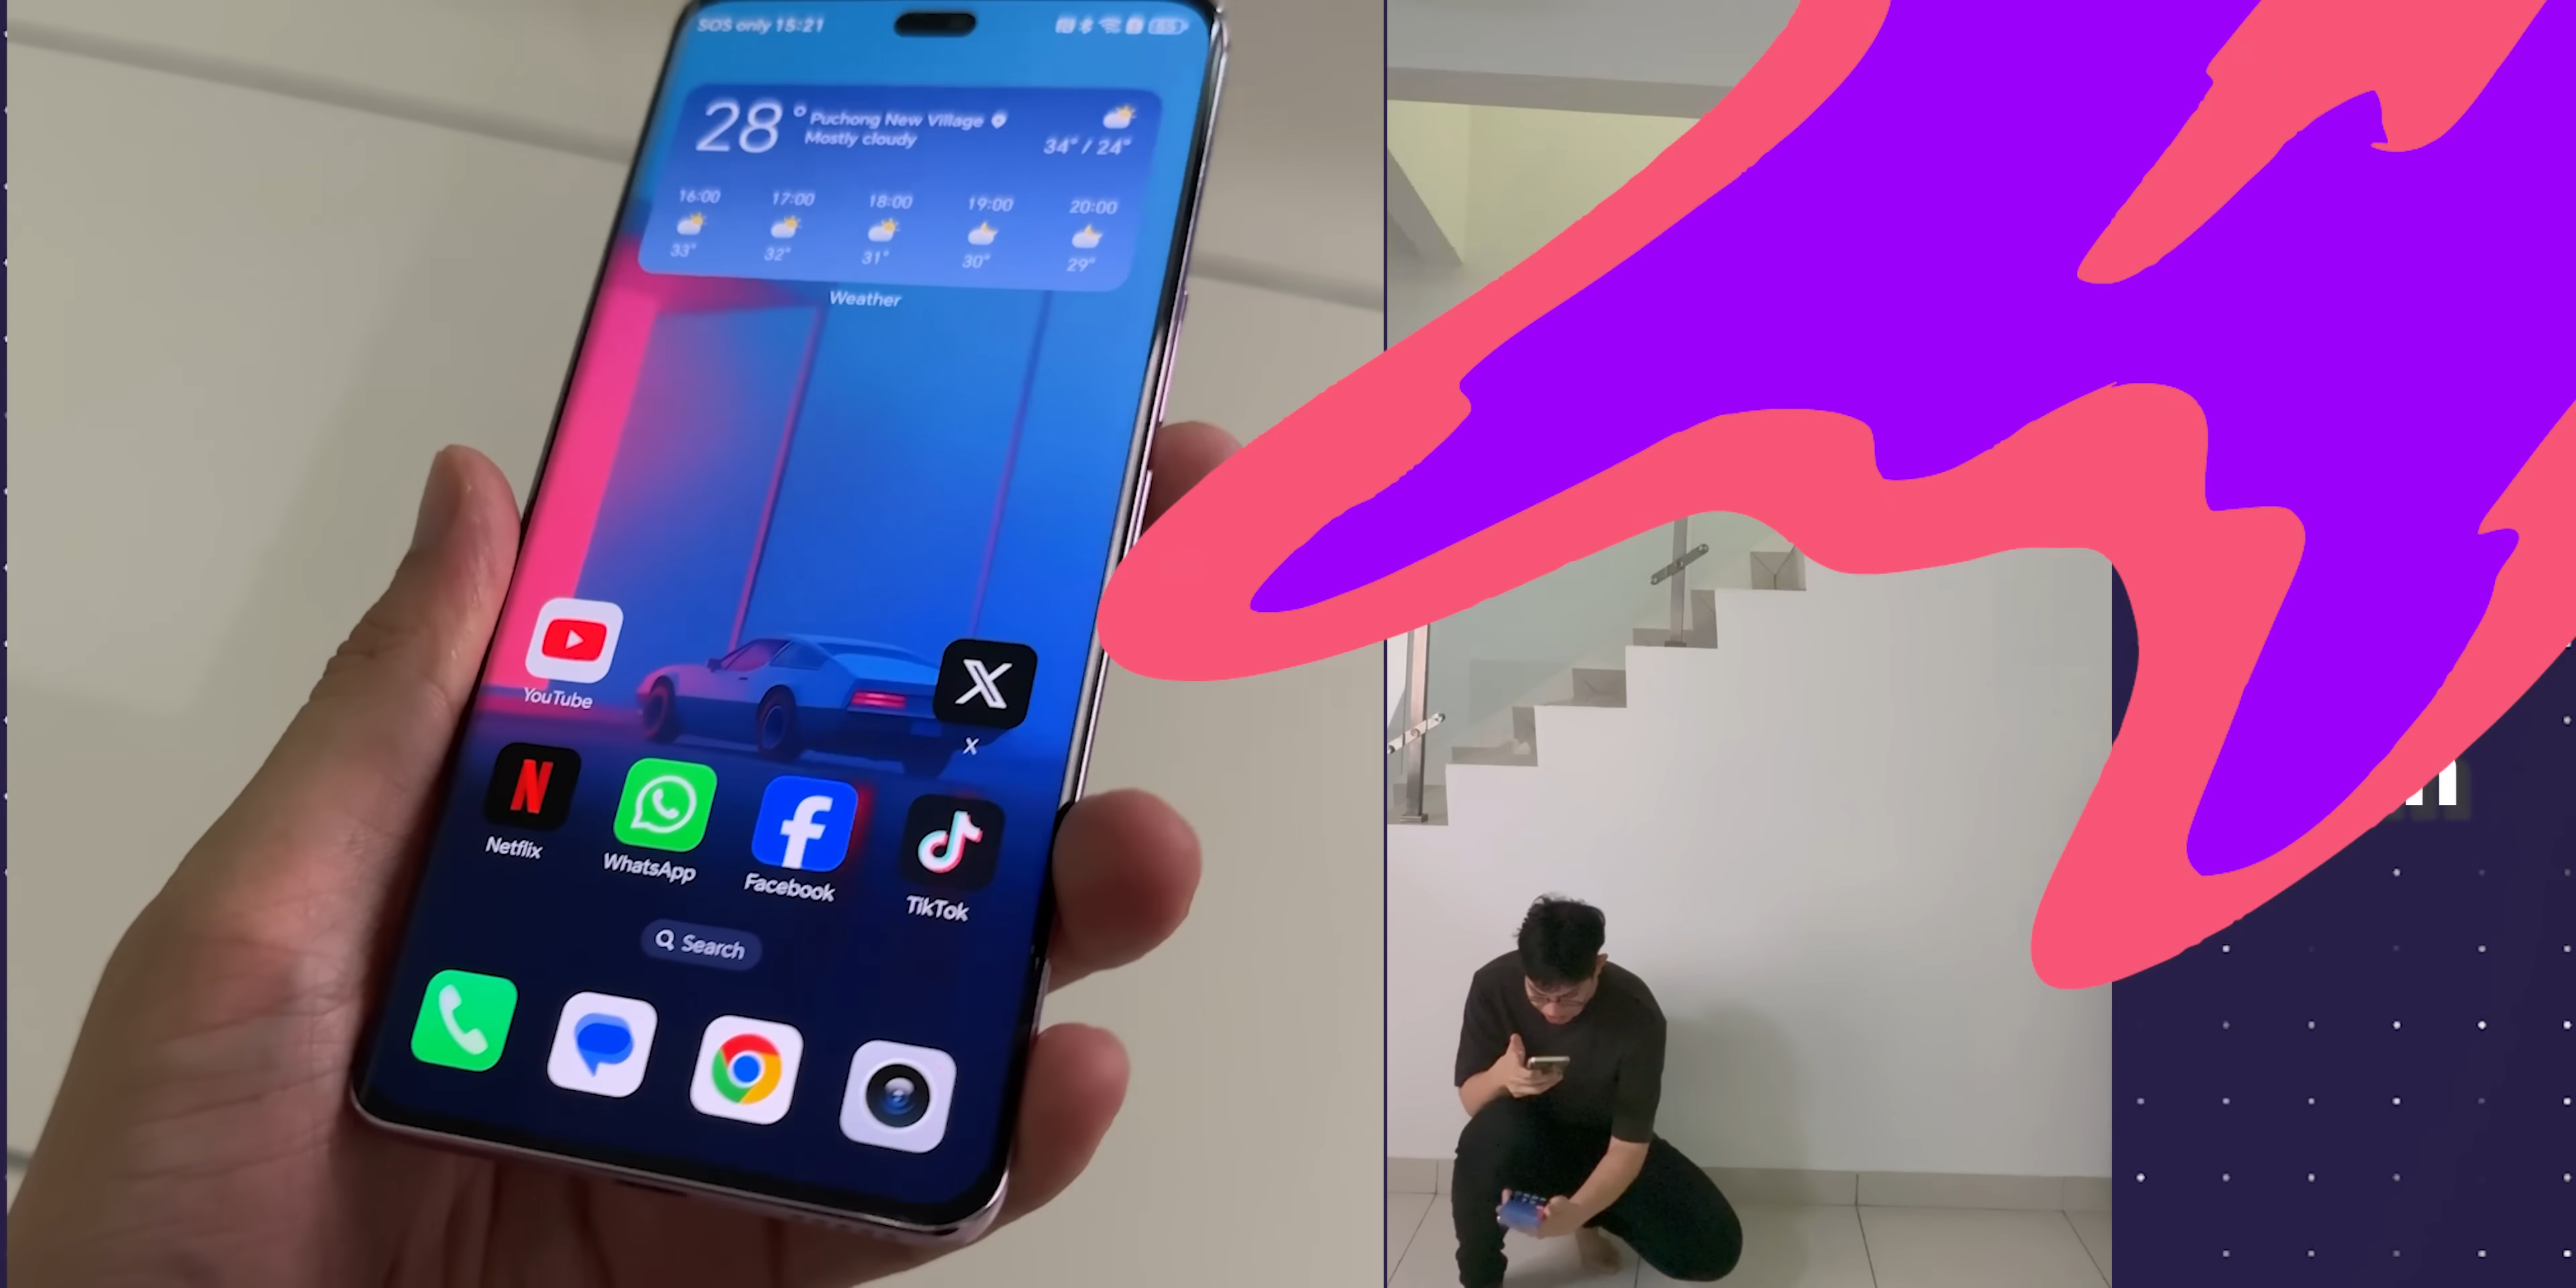 SOS only 15:21
28°
Puchong New Village
Mostly cloudy
34° / 24°
16:00 17:00 18:00 19:00 20:00
33° 32° 31° 30° 29°
Weather
YouTube
X
Netflix
WhatsApp
Facebook
TikTok
Search